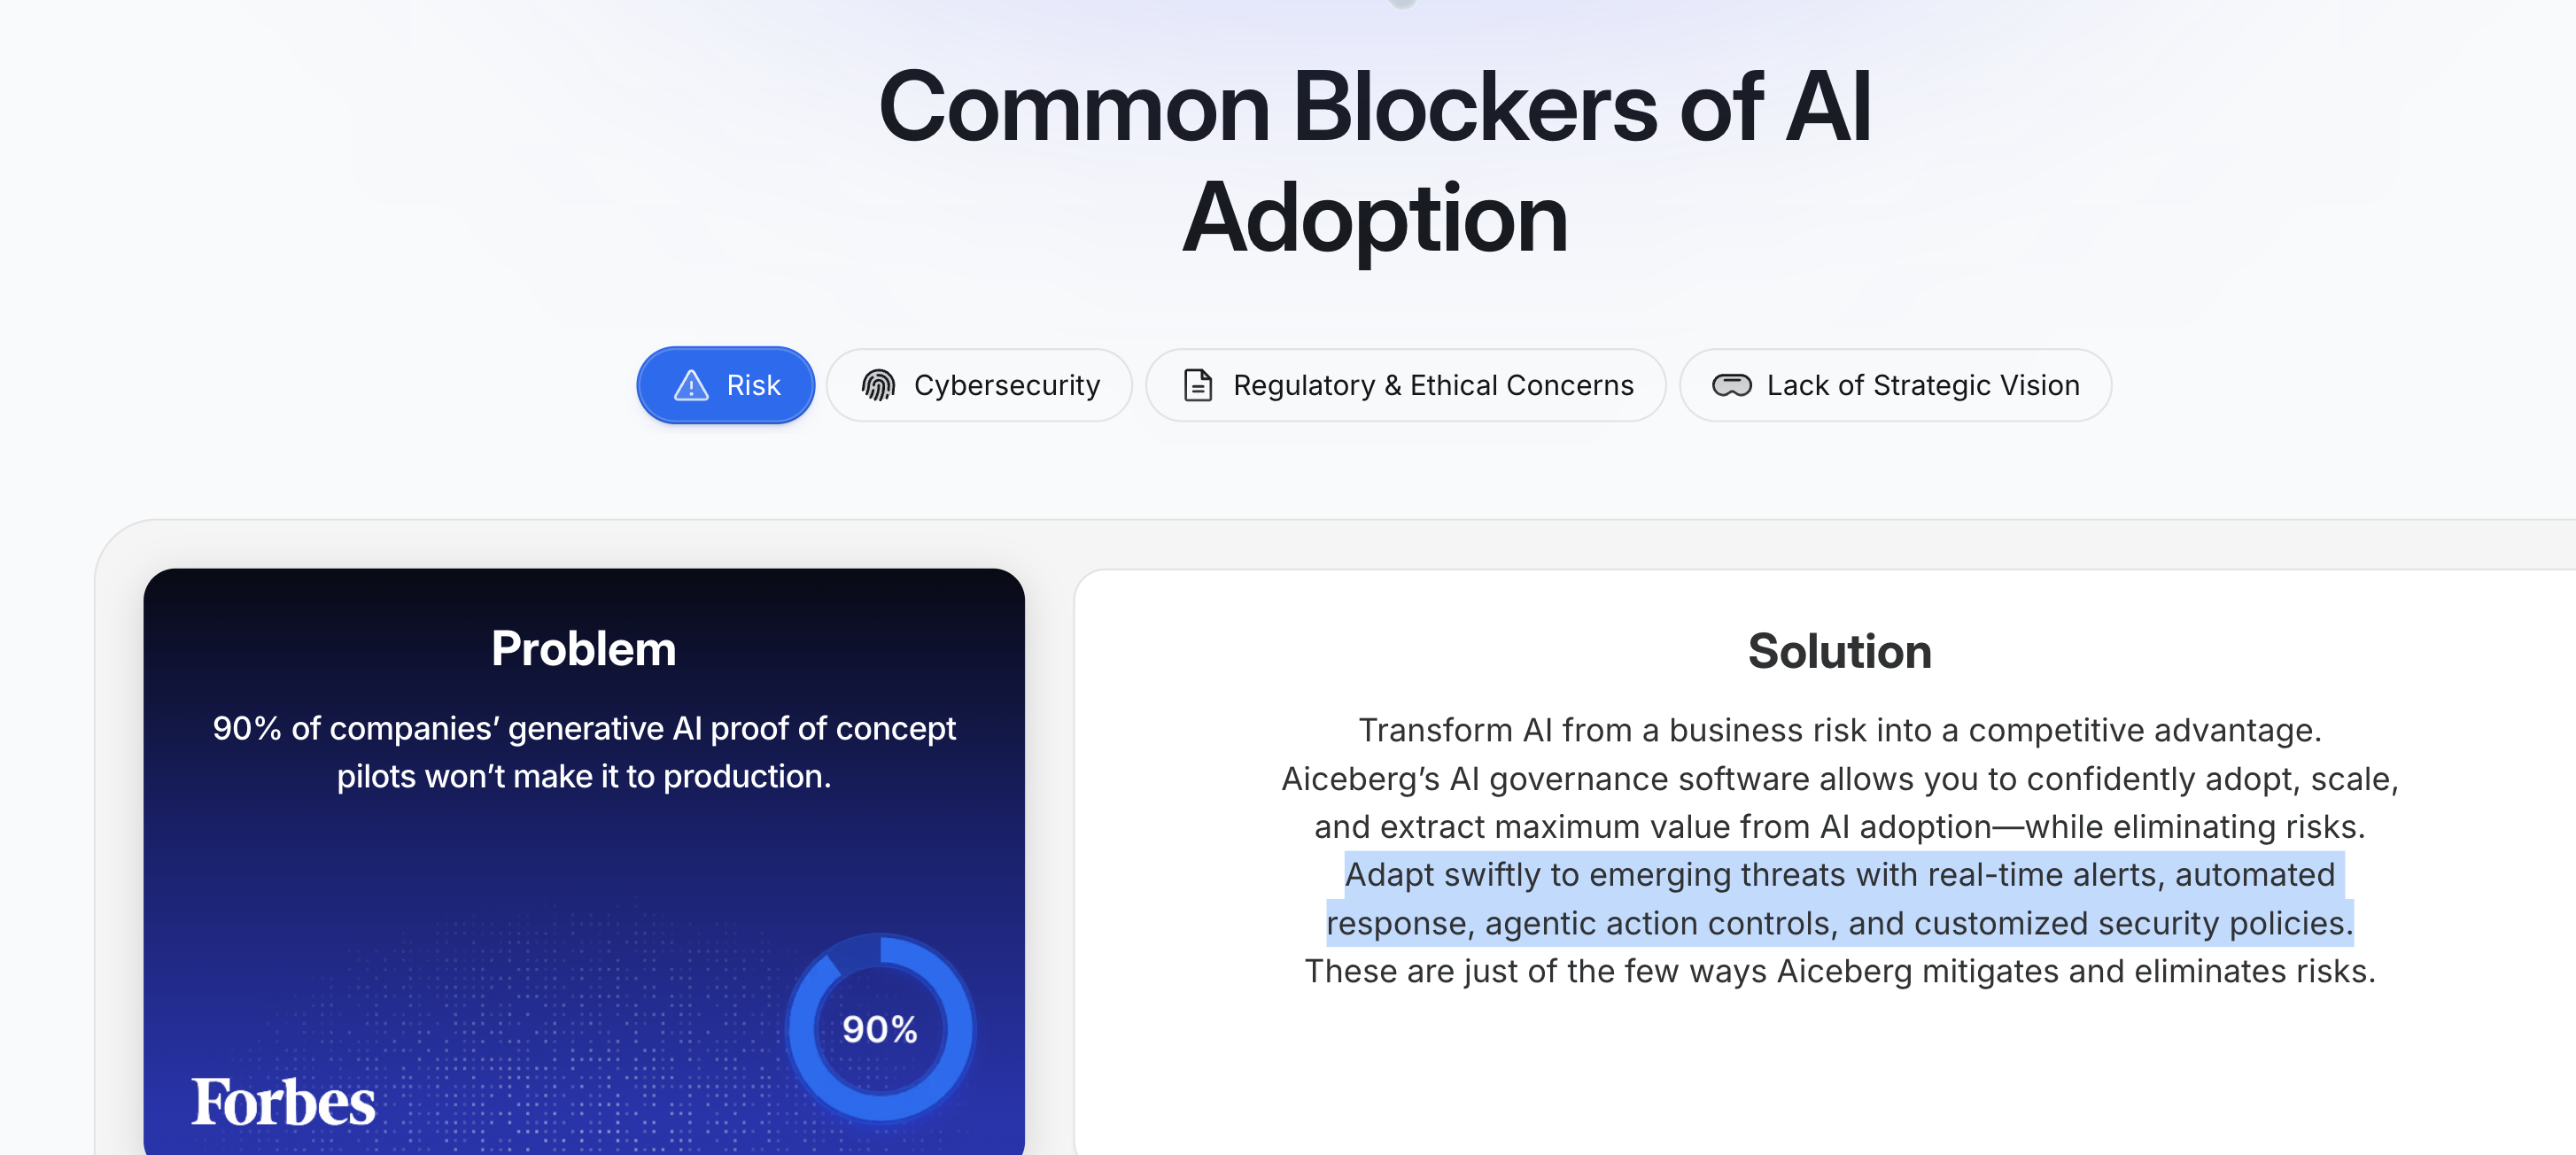 Common Blockers of AI
Adoption
Risk
Cybersecurity
Regulatory & Ethical Concerns
Lack of Strategic Vision
Problem
90% of companies’ generative AI proof of concept
pilots won’t make it to production.
90%
Forbes
Solution
Transform AI from a business risk into a competitive advantage.
Aiceberg’s AI governance software allows you to confidently adopt, scale,
and extract maximum value from AI adoption—while eliminating risks.
Adapt swiftly to emerging threats with real-time alerts, automated
response, agentic action controls, and customized security policies.
These are just of the few ways Aiceberg mitigates and eliminates risks.